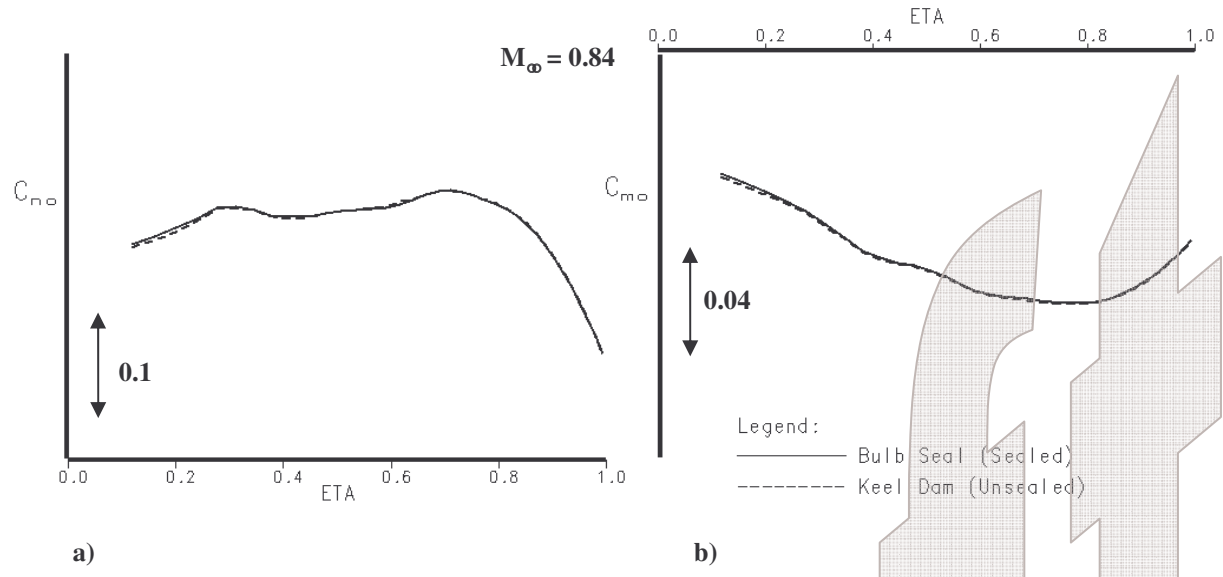 M∞ = 0.84
Cno
0.1
0.0 0.2 0.4 0.6 0.8 1.0
ETA
a)
ETA
0.0 0.2 0.4 0.6 0.8 1.0
Cmo
0.04
Legend:
Bulb Seal (Sealed)
Keel Dam (Unsealed)
b)